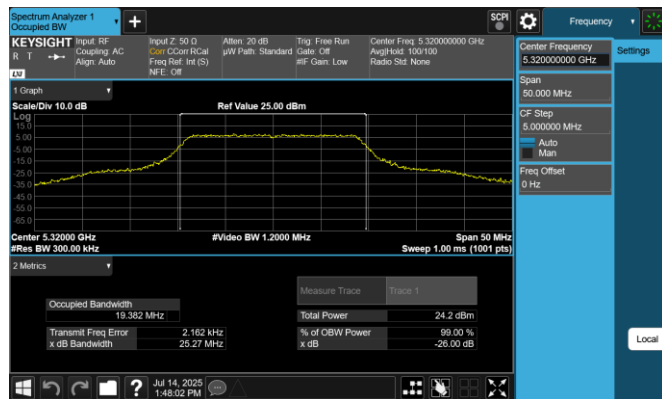 Spectrum Analyzer 1
Occupied BW
SCPI
Frequency
KEYSIGHT
R T
LXI
Input: RF
Coupling: AC
Align: Auto
Input Z: 50 Ω
Corr CCorr RCal
Freq Ref: Int (S)
NFE: Off
Atten: 20 dB
µW Path: Standard
Trig: Free Run
Gate: Off
#IF Gain: Low
Center Freq: 5.320000000 GHz
Avg|Hold: 100/100
Radio Std: None
Center Frequency
5.320000000 GHz
Settings
Span
50.000 MHz
CF Step
5.000000 MHz
Auto
Man
Freq Offset
0 Hz
1 Graph
Scale/Div 10.0 dB
Ref Value 25.00 dBm
Log
15.0
5.00
-5.00
-15.0
-25.0
-35.0
-45.0
-55.0
-65.0
Center 5.32000 GHz
#Video BW 1.2000 MHz
Span 50 MHz
#Res BW 300.00 kHz
Sweep 1.00 ms (1001 pts)
2 Metrics
Measure Trace
Trace 1
Occupied Bandwidth
19.382 MHz
Total Power
24.2 dBm
Transmit Freq Error
2.162 kHz
% of OBW Power
99.00 %
x dB Bandwidth
25.27 MHz
x dB
-26.00 dB
Local
?
Jul 14, 2025
1:48:02 PM